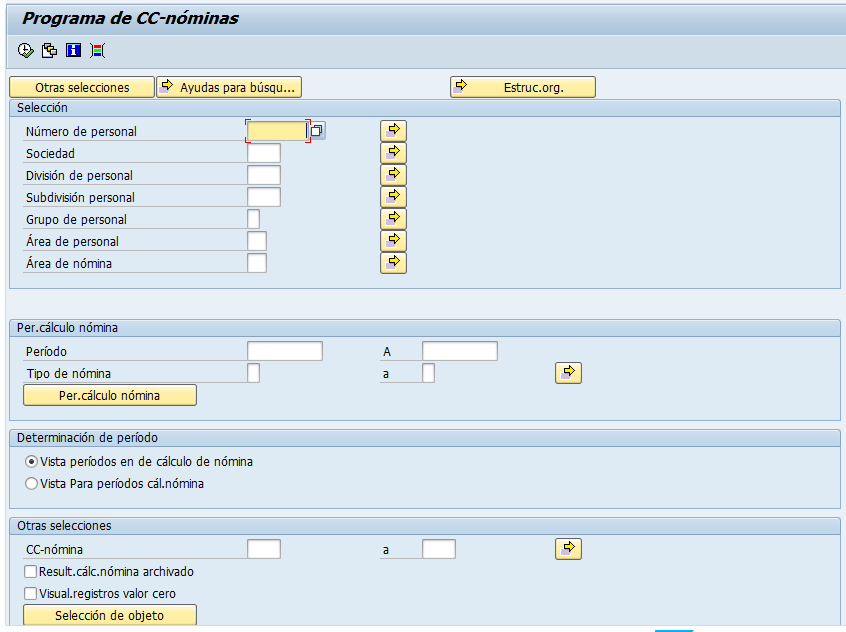 Programa de CC-nóminas
Otras selecciones Ayudas para búsqu... Estruc.org.
Selección
Número de personal
Sociedad
División de personal
Subdivisión personal
Grupo de personal
Área de personal
Área de nómina
Per.cálculo nómina
Período A
Tipo de nómina a
Per.cálculo nómina
Determinación de período
Vista períodos en de cálculo de nómina
Vista Para períodos cál.nómina
Otras selecciones
CC-nómina a
Result.cálc.nómina archivado
Visual.registros valor cero
Selección de objeto